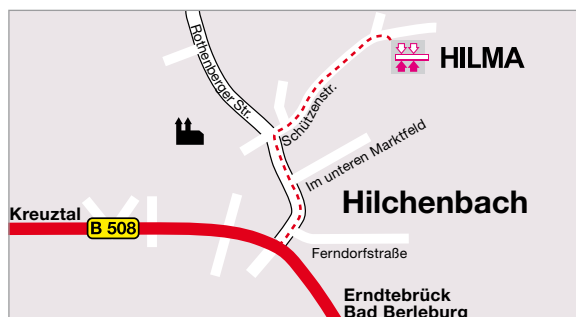 Rothenberger Str.
HILMA
Schützenstr.
Im unteren Marktfeld
Hilchenbach
Kreuztal
B 508
Ferndorfstraße
Erndtebrück
Bad Berleburg